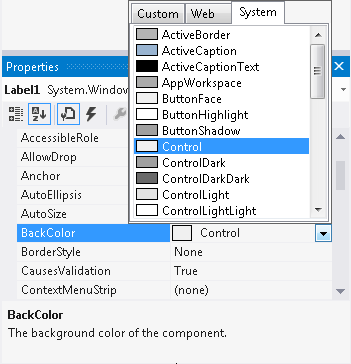 Custom Web System
ActiveBorder
ActiveCaption
ActiveCaptionText
AppWorkspace
ButtonFace
ButtonHighlight
ButtonShadow
Control
ControlDark
ControlDarkDark
ControlLight
ControlLightLight
Properties
Label1 System.Window
AccessibleRole
AllowDrop
Anchor
AutoEllipsis
AutoSize
BackColor Control
BorderStyle None
CausesValidation True
ContextMenuStrip (none)
BackColor
The background color of the component.